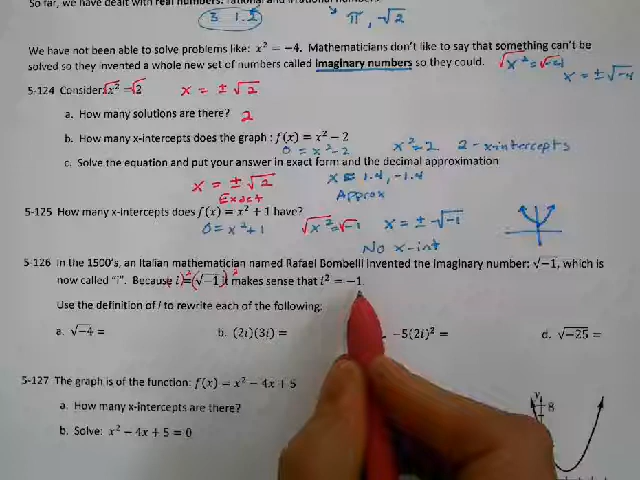 So far, we have dealt with real numbers: rational and irrational numbers
3 1.2 π, √2
We have not been able to solve problems like: x² = −4. Mathematicians don't like to say that something can't be
solved so they invented a whole new set of numbers called imaginary numbers so they could. √x² = √-4
x = ± √-4
5-124 Consider: √x² = √2 x = ± √2
a. How many solutions are there? 2
b. How many x-intercepts does the graph : f(x) = x² − 2 x² = 2 2 - x-intercepts
0 = x² - 2
c. Solve the equation and put your answer in exact form and the decimal approximation
x = ± √2 x ≈ 1.4, -1.4
Exact Approx
5-125 How many x-intercepts does f(x) = x² + 1 have? √x² = √-1 x = ± √-1
0 = x² + 1
No x-int
5-126 In the 1500's, an Italian mathematician named Rafael Bombelli invented the imaginary number: √−1, which is
now called "i". Because (i)² = (√−1)² it makes sense that i² = −1.
Use the definition of i to rewrite each of the following:
a. √−4 = b. (2i)(3i) = −5(2i)² = d. √−25 =
5-127 The graph is of the function: f(x) = x² − 4x + 5
y 8
a. How many x-intercepts are there?
b. Solve: x² − 4x + 5 = 0